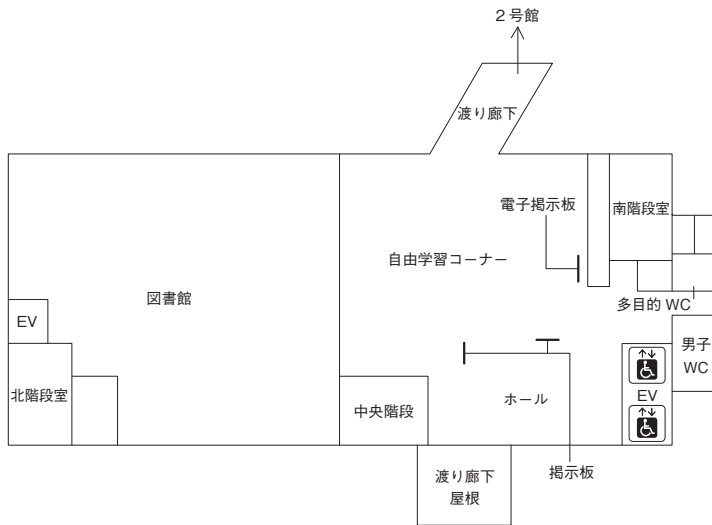 2号館
渡り廊下
電子掲示板
南階段室
自由学習コーナー
図書館
多目的 WC
EV
男子
WC
北階段室
中央階段
ホール
EV
渡り廊下
屋根
掲示板